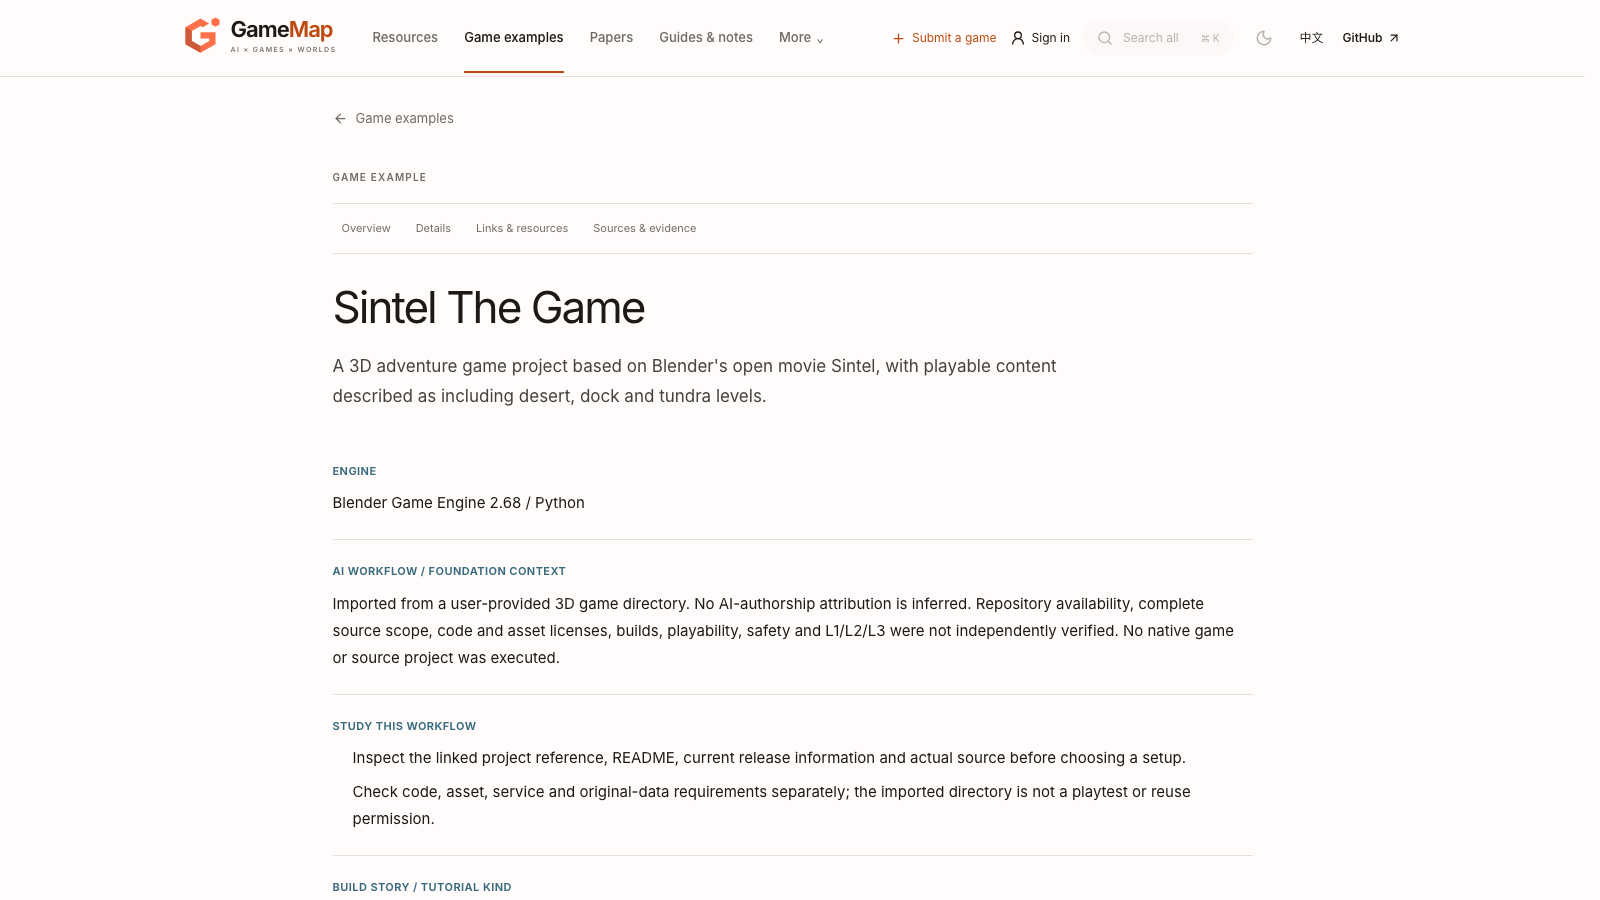 GameMap
AI × GAMES × WORLDS
Resources
Game examples
Papers
Guides & notes
More
Submit a game
Sign in
Search all
⌘ K
中文
GitHub ↗
← Game examples
GAME EXAMPLE
Overview
Details
Links & resources
Sources & evidence
Sintel The Game
A 3D adventure game project based on Blender's open movie Sintel, with playable content
described as including desert, dock and tundra levels.
ENGINE
Blender Game Engine 2.68 / Python
AI WORKFLOW / FOUNDATION CONTEXT
Imported from a user-provided 3D game directory. No AI-authorship attribution is inferred. Repository availability, complete
source scope, code and asset licenses, builds, playability, safety and L1/L2/L3 were not independently verified. No native game
or source project was executed.
STUDY THIS WORKFLOW
Inspect the linked project reference, README, current release information and actual source before choosing a setup.
Check code, asset, service and original-data requirements separately; the imported directory is not a playtest or reuse
permission.
BUILD STORY / TUTORIAL KIND